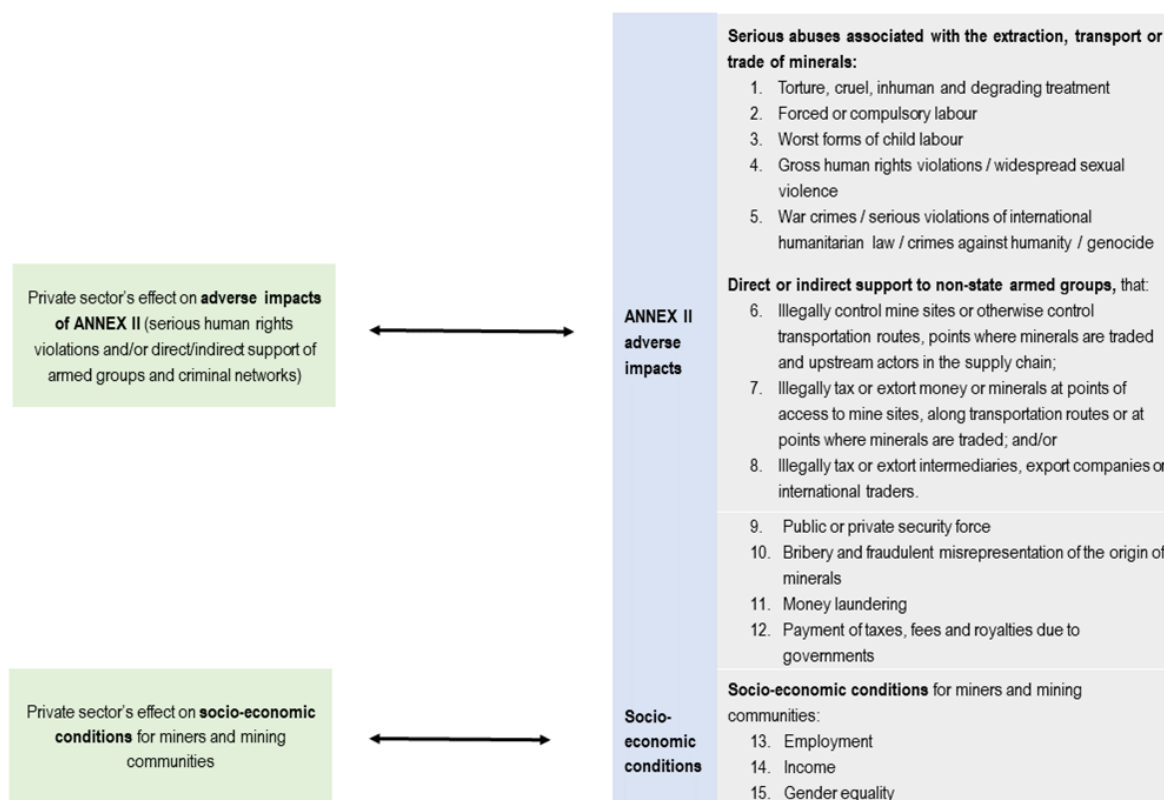 Private sector's effect on adverse impacts
of ANNEX II (serious human rights
violations and/or direct/indirect support of
armed groups and criminal networks)
ANNEX II
adverse
impacts
Serious abuses associated with the extraction, transport or
trade of minerals:
1. Torture, cruel, inhuman and degrading treatment
2. Forced or compulsory labour
3. Worst forms of child labour
4. Gross human rights violations / widespread sexual
violence
5. War crimes / serious violations of international
humanitarian law / crimes against humanity / genocide
Direct or indirect support to non-state armed groups, that:
6. Illegally control mine sites or otherwise control
transportation routes, points where minerals are traded
and upstream actors in the supply chain;
7. Illegally tax or extort money or minerals at points of
access to mine sites, along transportation routes or at
points where minerals are traded; and/or
8. Illegally tax or extort intermediaries, export companies or
international traders.
9. Public or private security force
10. Bribery and fraudulent misrepresentation of the origin of
minerals
11. Money laundering
12. Payment of taxes, fees and royalties due to
governments
Private sector's effect on socio-economic
conditions for miners and mining
communities
Socio-
economic
conditions
Socio-economic conditions for miners and mining
communities:
13. Employment
14. Income
15. Gender equality